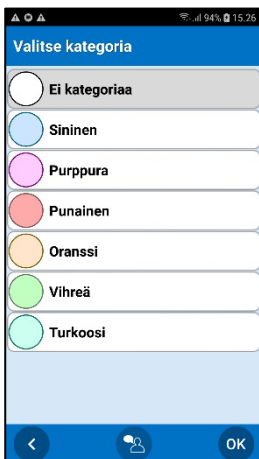 94% 15.26
Valitse kategoria
Ei kategoriaa
Sininen
Purppura
Punainen
Oranssi
Vihreä
Turkoosi
OK